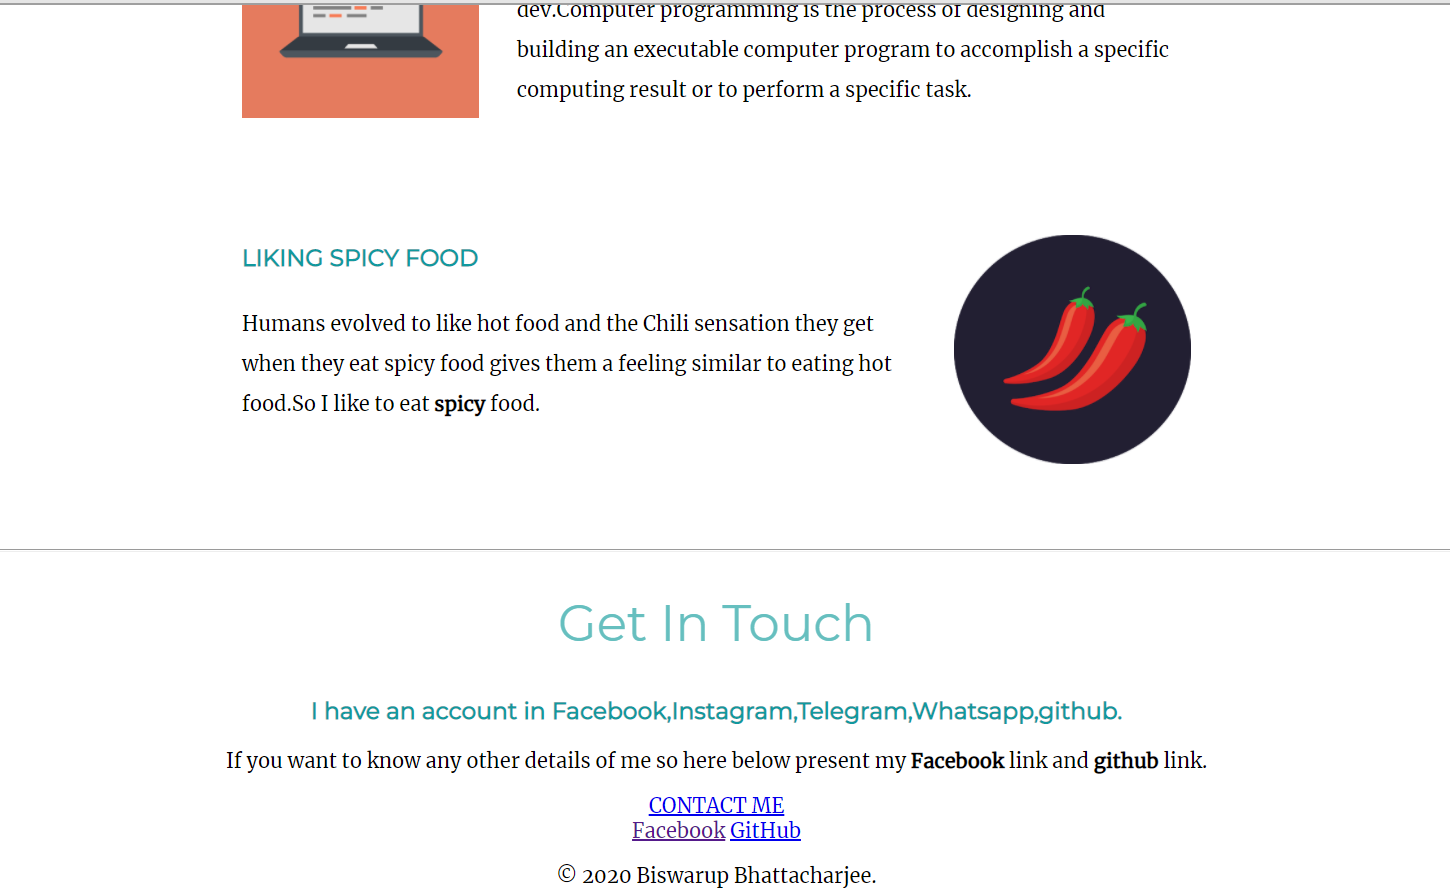 dev.Computer programming is the process of designing and
building an executable computer program to accomplish a specific
computing result or to perform a specific task.
LIKING SPICY FOOD
Humans evolved to like hot food and the Chili sensation they get
when they eat spicy food gives them a feeling similar to eating hot
food.So I like to eat spicy food.
Get In Touch
I have an account in Facebook,Instagram,Telegram,Whatsapp,github.
If you want to know any other details of me so here below present my Facebook link and github link.
CONTACT ME
Facebook GitHub
© 2020 Biswarup Bhattacharjee.